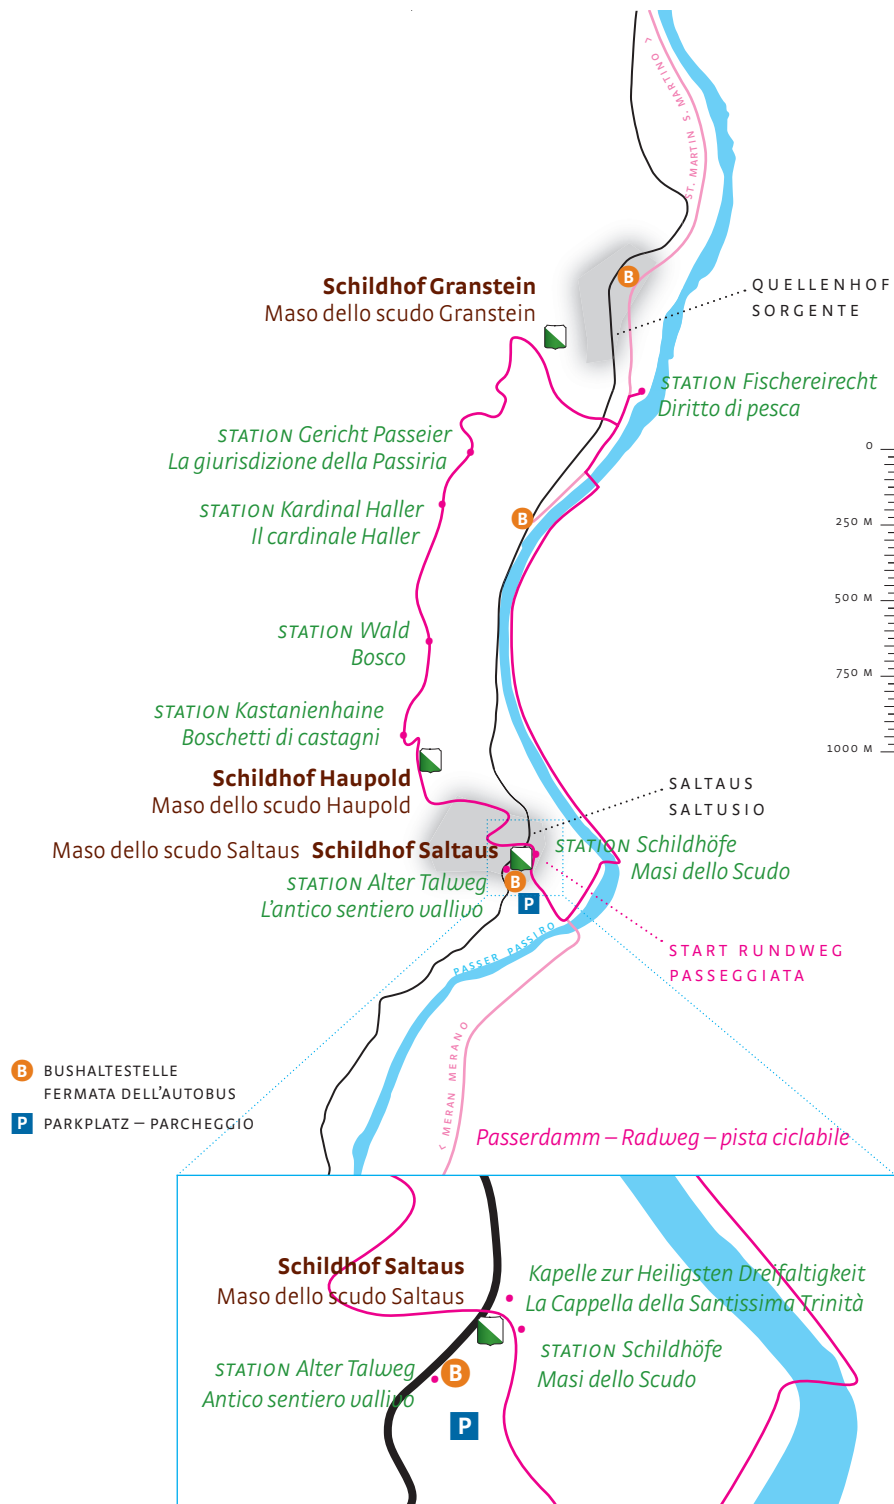 ST. MARTIN S. MARTINO >
Schildhof Granstein
Maso dello scudo Granstein
B
QUELLENHOF
SORGENTE
STATION Fischereirecht
Diritto di pesca
STATION Gericht Passeier
La giurisdizione della Passiria
STATION Kardinal Haller
Il cardinale Haller
B
0
250 M
500 M
750 M
1000 M
STATION Wald
Bosco
STATION Kastanienhaine
Boschetti di castagni
Schildhof Haupold
Maso dello scudo Haupold
SALTAUS
SALTUSIO
Maso dello scudo Saltaus Schildhof Saltaus
STATION Schildhöfe
Masi dello Scudo
STATION Alter Talweg
L'antico sentiero vallivo
B
P
PASSER PASSIRO
START RUNDWEG
PASSEGGIATA
< MERAN MERANO
B BUSHALTESTELLE
FERMATA DELL'AUTOBUS
P PARKPLATZ – PARCHEGGIO
Passerdamm – Radweg – pista ciclabile
Schildhof Saltaus
Maso dello scudo Saltaus
Kapelle zur Heiligsten Dreifaltigkeit
La Cappella della Santissima Trinità
STATION Schildhöfe
Masi dello Scudo
STATION Alter Talweg
Antico sentiero vallivo
B
P